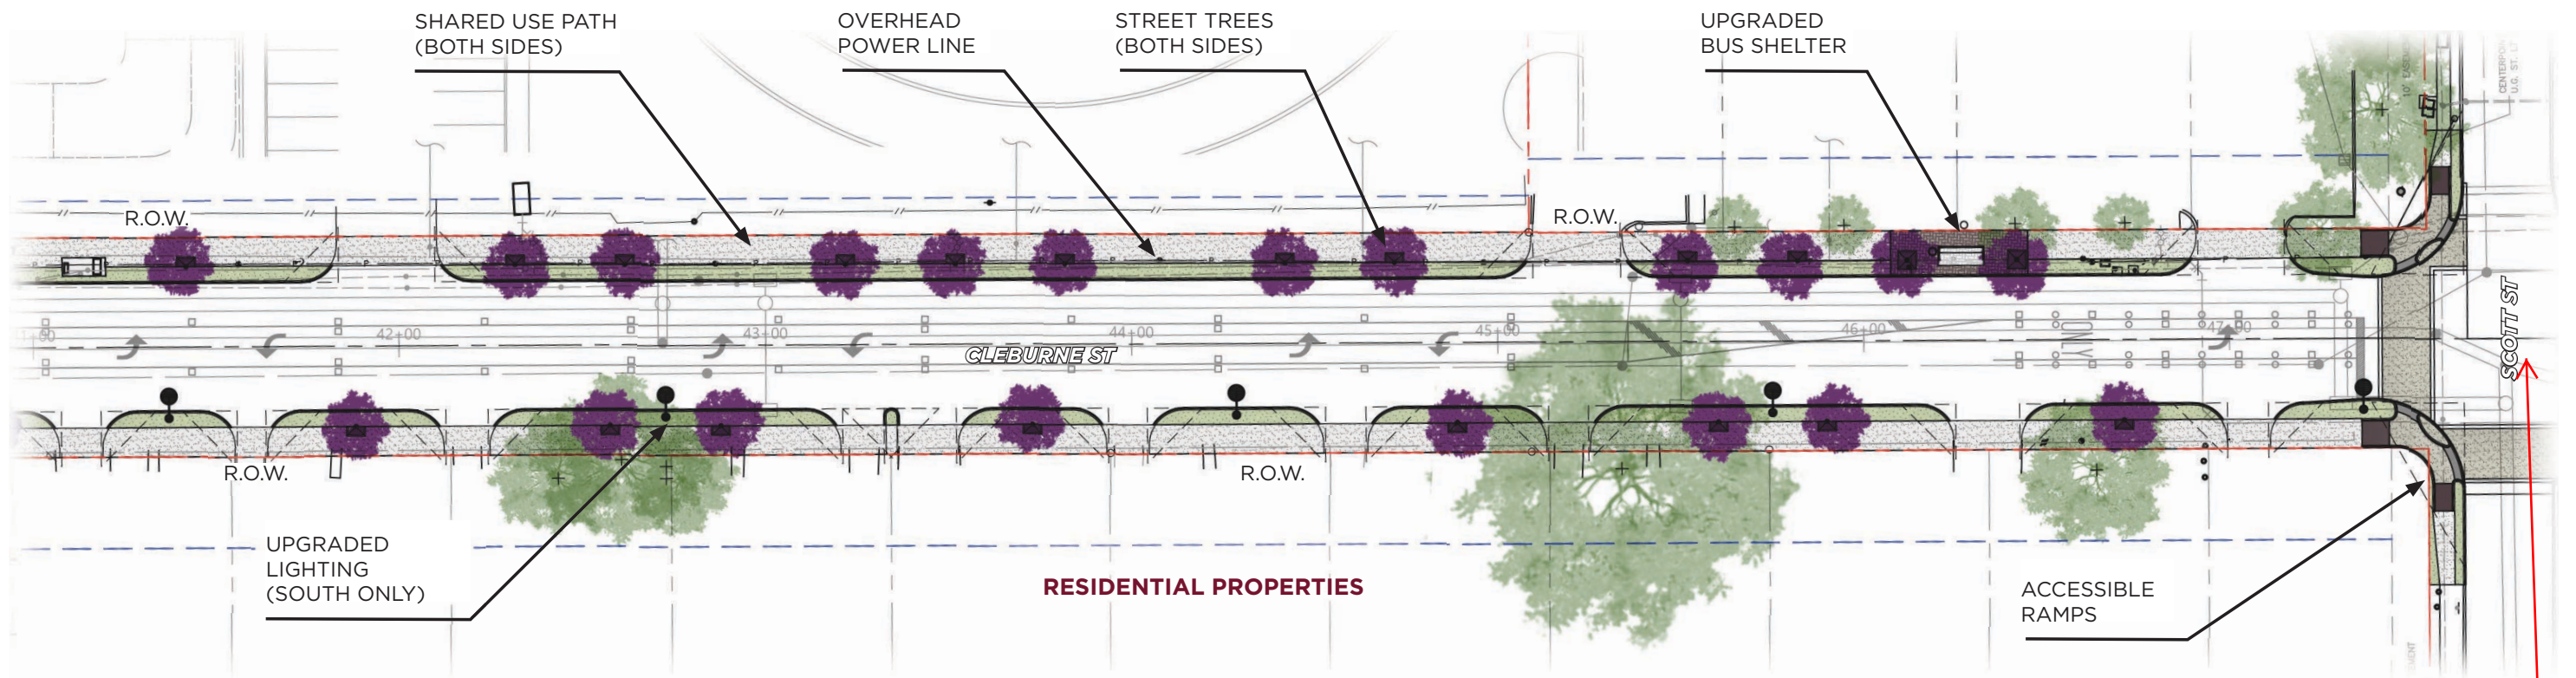 SHARED USE PATH
(BOTH SIDES)
OVERHEAD
POWER LINE
STREET TREES
(BOTH SIDES)
UPGRADED
BUS SHELTER
R.O.W.
R.O.W.
42+00
43+00
44+00
45+00
46+00
47+00
CLEBURNE ST
SCOTT ST
R.O.W.
R.O.W.
UPGRADED
LIGHTING
(SOUTH ONLY)
RESIDENTIAL PROPERTIES
ACCESSIBLE
RAMPS